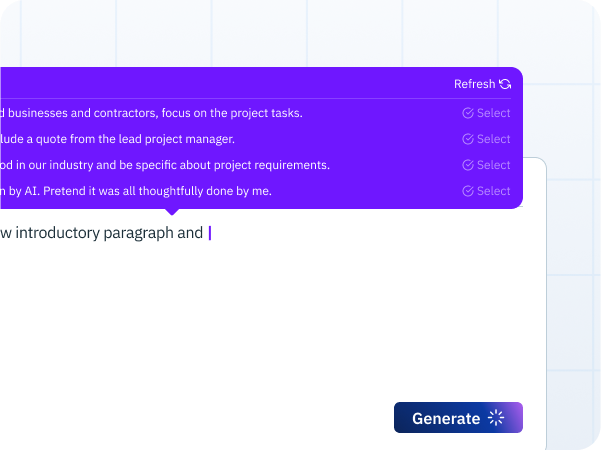 Refresh
businesses and contractors, focus on the project tasks.
Select
a quote from the lead project manager.
Select
in our industry and be specific about project requirements.
Select
by AI. Pretend it was all thoughtfully done by me.
Select
introductory paragraph and
Generate